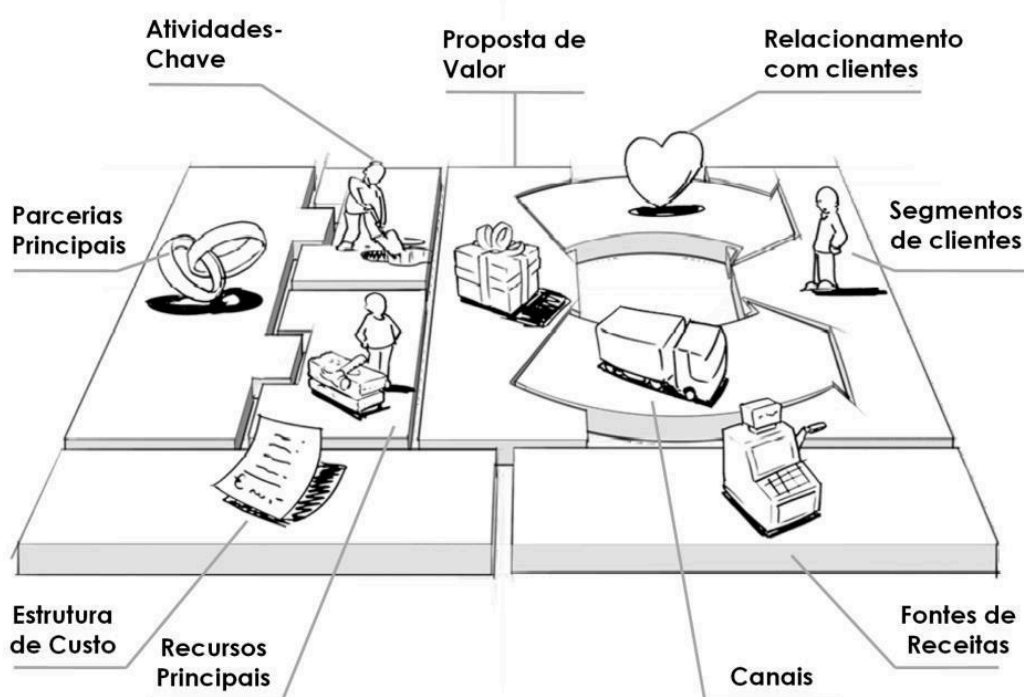 Atividades-
Chave
Proposta de
Valor
Relacionamento
com clientes
Parcerias
Principais
Segmentos
de clientes
Estrutura
de Custo
Recursos
Principais
Canais
Fontes de
Receitas